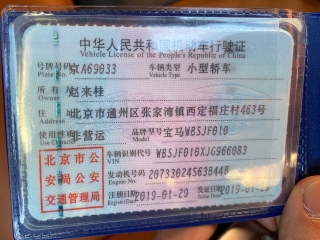 中华人民共和国机动车行驶证
Vehicle License of the People's Republic of China
号牌号码 京A69033 车辆类型 小型轿车
Plate No. Vehicle Type
所有人 赵来桂
住址 北京市通州区张家湾镇西定福庄村463号
使用性质 非营运 品牌型号 宝马WBSJF010
车辆识别代号 WBSJF010XJG966083
VIN
发动机号码 20733024S63B44B
Engine No.
注册日期 2019-01-29 发证日期 2019-01-29
Register Date Issue Date
北京市公
安局公安
交通管理局